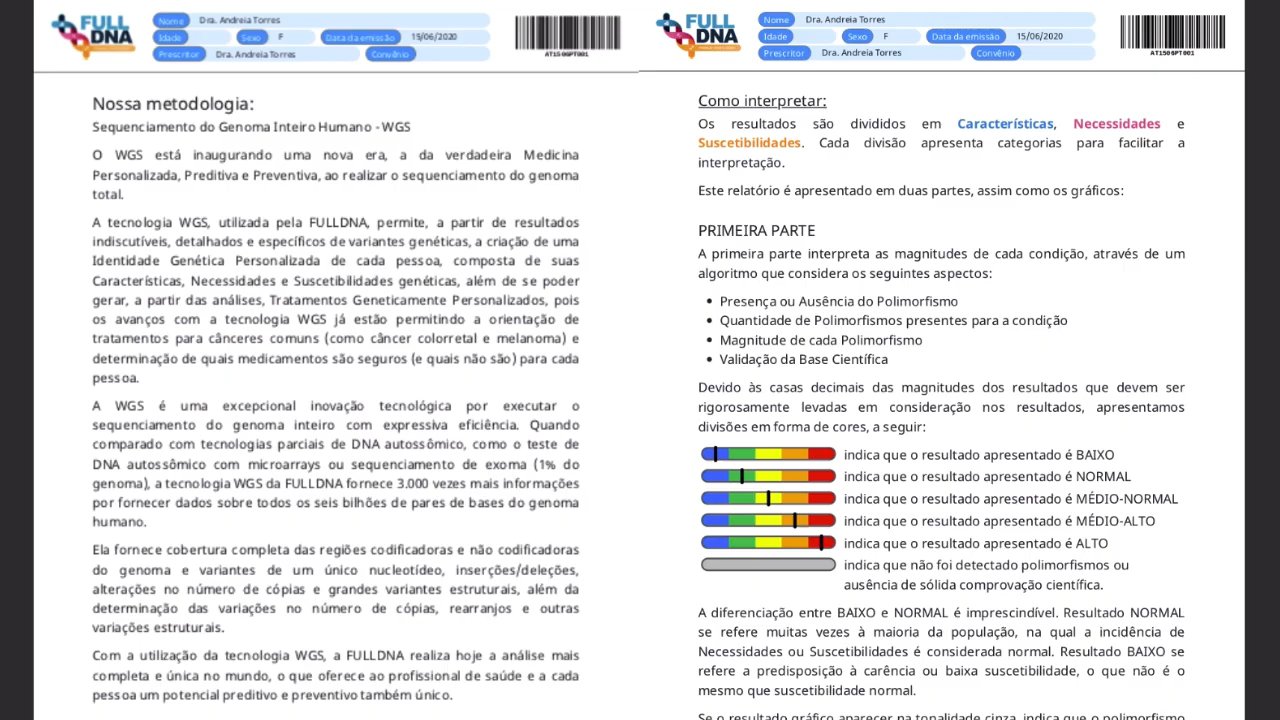 FULL
DNA
Nome Dra. Andreia Torres
Idade Sexo F Data da emissão 15/06/2020
Prescritor Dra. Andreia Torres Convênio
AT1506PT001
Nossa metodologia:
Sequenciamento do Genoma Inteiro Humano - WGS
O WGS está inaugurando uma nova era, a da verdadeira Medicina
Personalizada, Preditiva e Preventiva, ao realizar o sequenciamento do genoma
total.
A tecnologia WGS, utilizada pela FULLDNA, permite, a partir de resultados
indiscutíveis, detalhados e específicos de variantes genéticas, a criação de uma
Identidade Genética Personalizada de cada pessoa, composta de suas
Características, Necessidades e Suscetibilidades genéticas, além de se poder
gerar, a partir das análises, Tratamentos Geneticamente Personalizados, pois
os avanços com a tecnologia WGS já estão permitindo a orientação de
tratamentos para cânceres comuns (como câncer colorretal e melanoma) e
determinação de quais medicamentos são seguros (e quais não são) para cada
pessoa.
A WGS é uma excepcional inovação tecnológica por executar o
sequenciamento do genoma inteiro com expressiva eficiência. Quando
comparado com tecnologias parciais de DNA autossômico, como o teste de
DNA autossômico com microarrays ou sequenciamento de exoma (1% do
genoma), a tecnologia WGS da FULLDNA fornece 3.000 vezes mais informações
por fornecer dados sobre todos os seis bilhões de pares de bases do genoma
humano.
Ela fornece cobertura completa das regiões codificadoras e não codificadoras
do genoma e variantes de um único nucleotídeo, inserções/deleções,
alterações no número de cópias e grandes variantes estruturais, além da
determinação das variações no número de cópias, rearranjos e outras
variações estruturais.
Com a utilização da tecnologia WGS, a FULLDNA realiza hoje a análise mais
completa e única no mundo, o que oferece ao profissional de saúde e a cada
pessoa um potencial preditivo e preventivo também único.
FULL
DNA
Nome Dra. Andreia Torres
Idade Sexo F Data da emissão 15/06/2020
Prescritor Dra. Andreia Torres Convênio
AT1506PT001
Como interpretar:
Os resultados são divididos em Características, Necessidades e
Suscetibilidades. Cada divisão apresenta categorias para facilitar a
interpretação.
Este relatório é apresentado em duas partes, assim como os gráficos:
PRIMEIRA PARTE
A primeira parte interpreta as magnitudes de cada condição, através de um
algoritmo que considera os seguintes aspectos:
• Presença ou Ausência do Polimorfismo
• Quantidade de Polimorfismos presentes para a condição
• Magnitude de cada Polimorfismo
• Validação da Base Científica
Devido às casas decimais das magnitudes dos resultados que devem ser
rigorosamente levadas em consideração nos resultados, apresentamos
divisões em forma de cores, a seguir:
indica que o resultado apresentado é BAIXO
indica que o resultado apresentado é NORMAL
indica que o resultado apresentado é MÉDIO-NORMAL
indica que o resultado apresentado é MÉDIO-ALTO
indica que o resultado apresentado é ALTO
indica que não foi detectado polimorfismos ou
ausência de sólida comprovação científica.
A diferenciação entre BAIXO e NORMAL é imprescindível. Resultado NORMAL
se refere muitas vezes à maioria da população, na qual a incidência de
Necessidades ou Suscetibilidades é considerada normal. Resultado BAIXO se
refere a predisposição à carência ou baixa suscetibilidade, o que não é o
mesmo que suscetibilidade normal.
Se o resultado gráfico aparecer na tonalidade cinza, indica que o polimorfismo